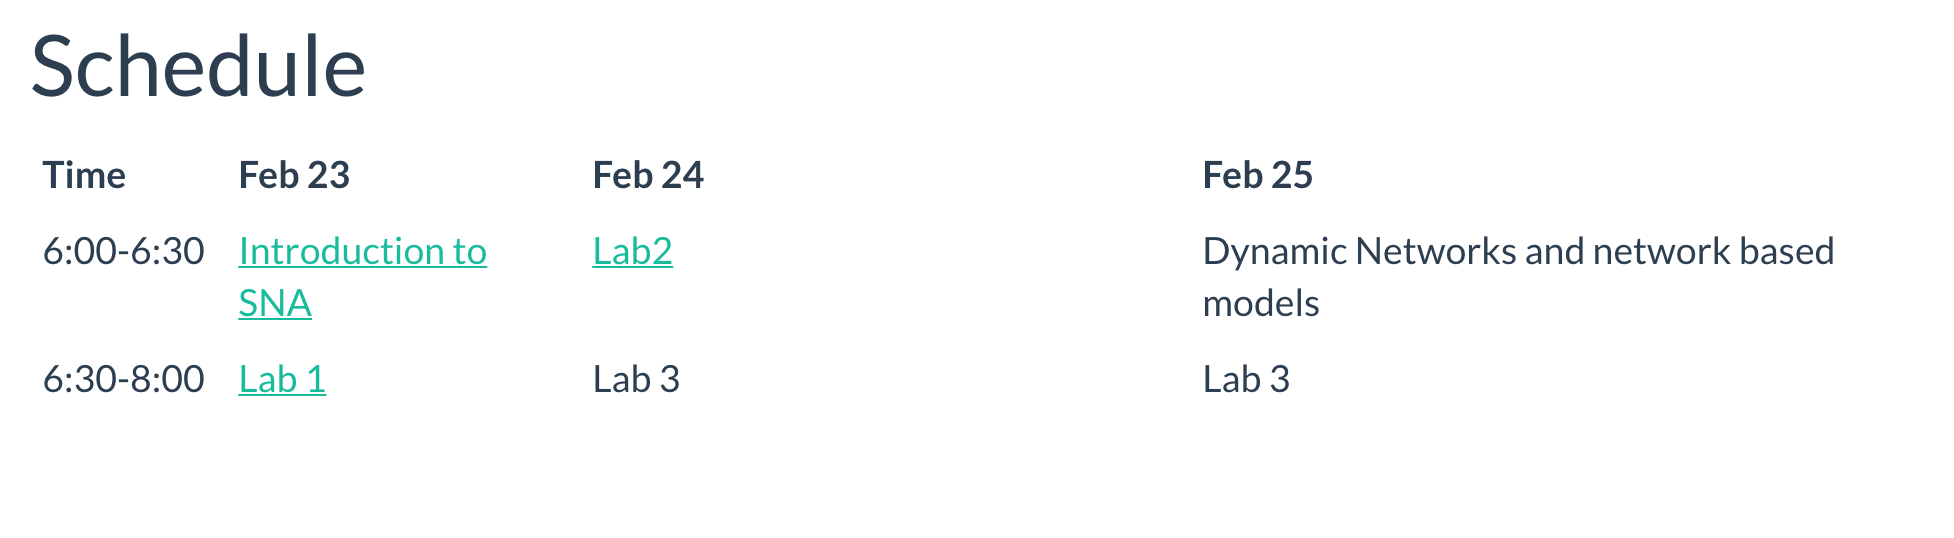 Schedule
Time Feb 23 Feb 24 Feb 25
6:00-6:30 Introduction to Lab2 Dynamic Networks and network based
SNA models
6:30-8:00 Lab 1 Lab 3 Lab 3